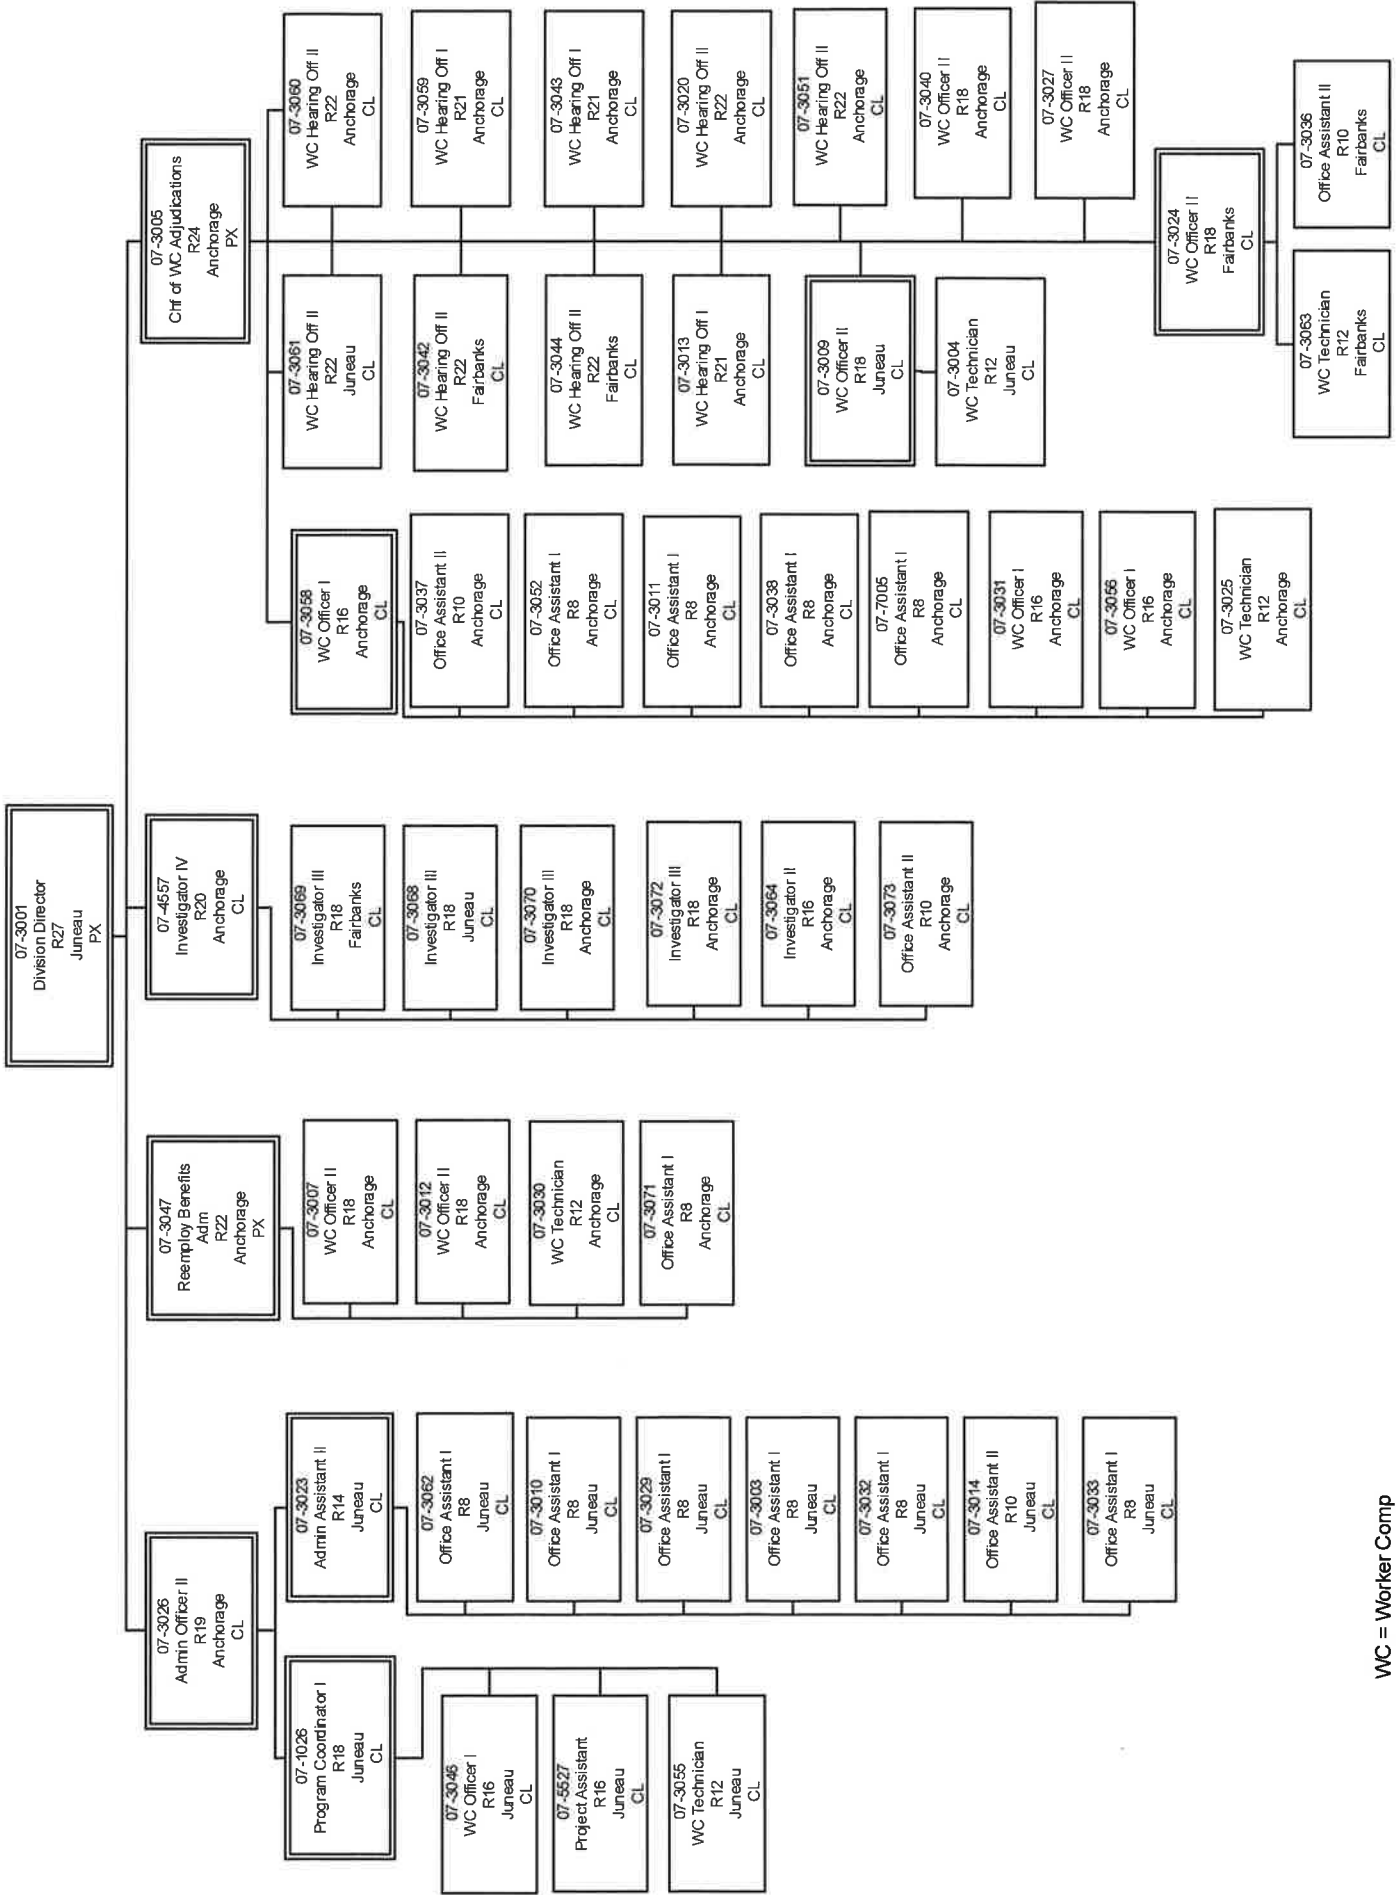 07-3001
Division Director
R27
Juneau
PX
07-3026
Admin Officer II
R19
Anchorage
CL
07-3047
Reemploy Benefits
Adm
R22
Anchorage
PX
07-4557
Investigator IV
R20
Anchorage
CL
07-3005
Chf of WC Adjudications
R24
Anchorage
PX
07-1026
Program Coordinator I
R18
Juneau
CL
07-3046
WC Officer I
R16
Juneau
CL
07-5527
Project Assistant
R16
Juneau
CL
07-3055
WC Technician
R12
Juneau
CL
07-3023
Admin Assistant II
R14
Juneau
CL
07-3062
Office Assistant I
R8
Juneau
CL
07-3010
Office Assistant I
R8
Juneau
CL
07-3029
Office Assistant I
R8
Juneau
CL
07-3003
Office Assistant I
R8
Juneau
CL
07-3032
Office Assistant I
R8
Juneau
CL
07-3014
Office Assistant II
R10
Juneau
CL
07-3033
Office Assistant I
R8
Juneau
CL
07-3007
WC Officer II
R18
Anchorage
CL
07-3012
WC Officer II
R18
Anchorage
CL
07-3030
WC Technician
R12
Anchorage
CL
07-3071
Office Assistant I
R8
Anchorage
CL
07-3069
Investigator III
R18
Fairbanks
CL
07-3068
Investigator III
R18
Juneau
CL
07-3070
Investigator III
R18
Anchorage
CL
07-3072
Investigator III
R18
Anchorage
CL
07-3064
Investigator II
R16
Anchorage
CL
07-3073
Office Assistant II
R10
Anchorage
CL
07-3058
WC Officer I
R16
Anchorage
CL
07-3037
Office Assistant II
R10
Anchorage
CL
07-3052
Office Assistant I
R8
Anchorage
CL
07-3011
Office Assistant I
R8
Anchorage
CL
07-3038
Office Assistant I
R8
Anchorage
CL
07-7005
Office Assistant I
R8
Anchorage
CL
07-3031
WC Officer I
R16
Anchorage
CL
07-3056
WC Officer I
R16
Anchorage
CL
07-3025
WC Technician
R12
Anchorage
CL
07-3061
WC Hearing Off II
R22
Juneau
CL
07-3060
WC Hearing Off II
R22
Anchorage
CL
07-3042
WC Hearing Off II
R22
Fairbanks
CL
07-3059
WC Hearing Off I
R21
Anchorage
CL
07-3044
WC Hearing Off II
R22
Fairbanks
CL
07-3043
WC Hearing Off I
R21
Anchorage
CL
07-3013
WC Hearing Off I
R21
Anchorage
CL
07-3020
WC Hearing Off II
R22
Anchorage
CL
07-3009
WC Officer II
R18
Juneau
CL
07-3051
WC Hearing Off II
R22
Anchorage
CL
07-3004
WC Technician
R12
Juneau
CL
07-3040
WC Officer II
R18
Anchorage
CL
07-3027
WC Officer II
R18
Anchorage
CL
07-3024
WC Officer II
R18
Fairbanks
CL
07-3063
WC Technician
R12
Fairbanks
CL
07-3036
Office Assistant II
R10
Fairbanks
CL
WC = Worker Comp